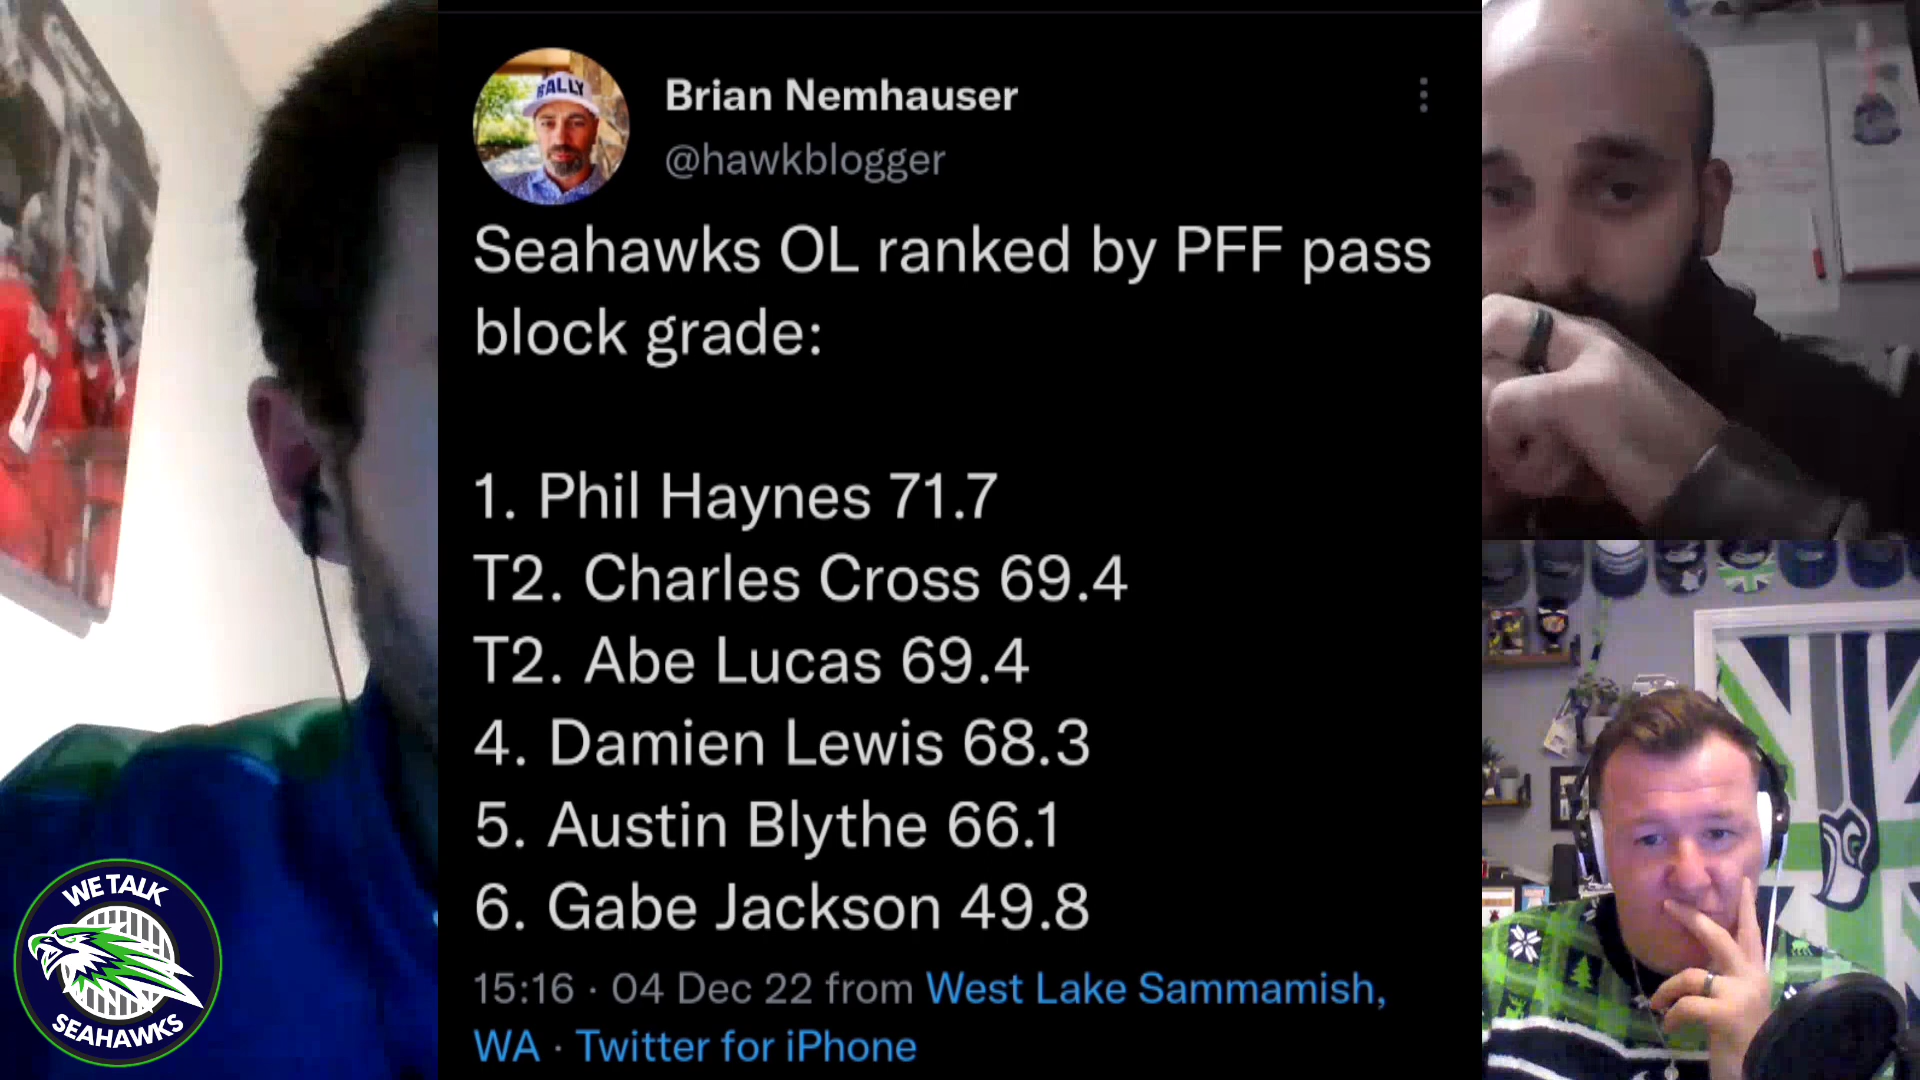 Brian Nemhauser
@hawkblogger
Seahawks OL ranked by PFF pass
block grade:
1. Phil Haynes 71.7
T2. Charles Cross 69.4
T2. Abe Lucas 69.4
4. Damien Lewis 68.3
5. Austin Blythe 66.1
6. Gabe Jackson 49.8
15:16 · 04 Dec 22 from West Lake Sammamish,
WA · Twitter for iPhone
WE TALK
SEAHAWKS